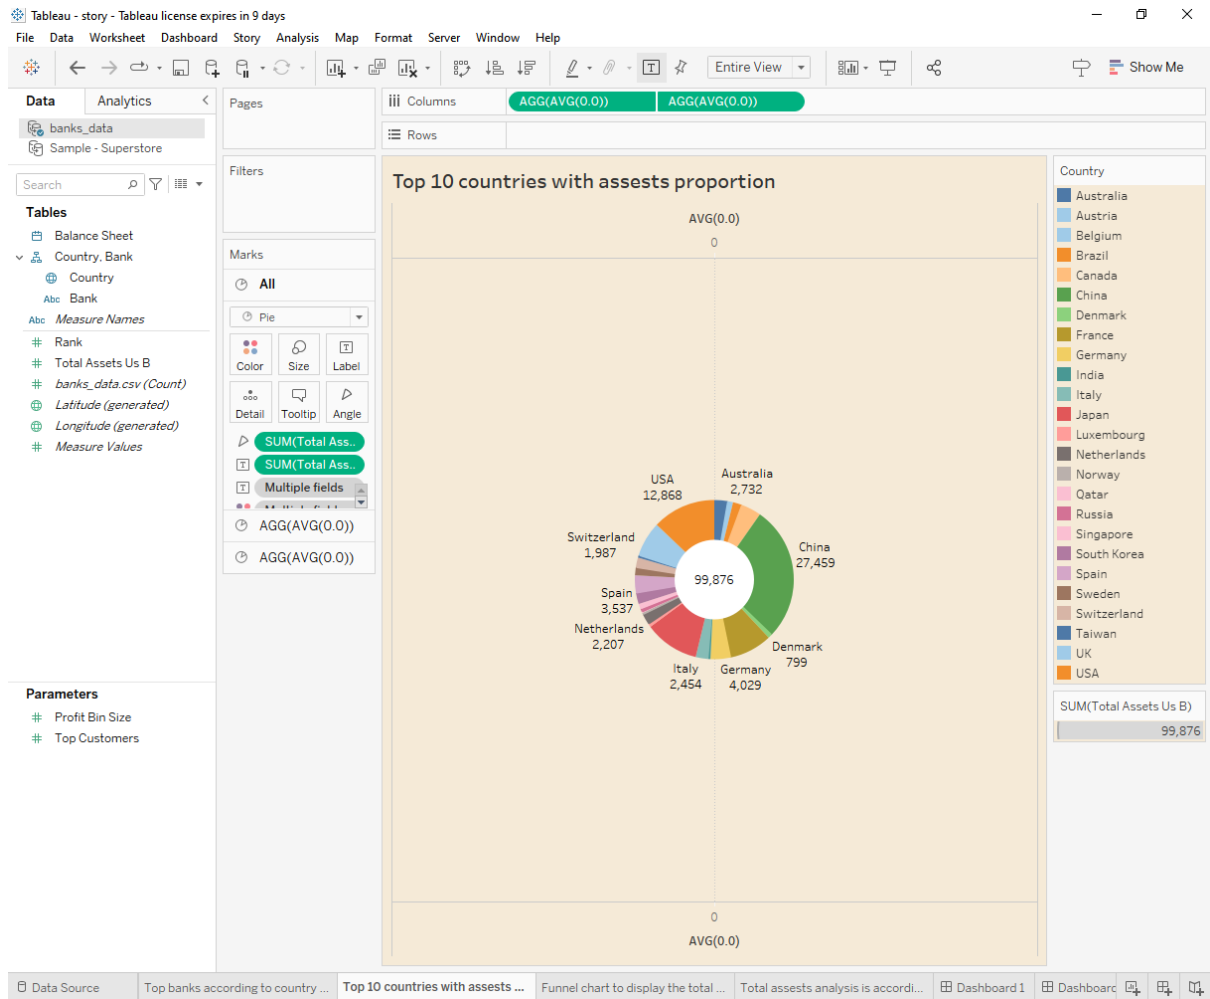 Tableau - story - Tableau license expires in 9 days
File Data Worksheet Dashboard Story Analysis Map Format Server Window Help
Entire View
Show Me
Data Analytics
banks_data
Sample - Superstore
Search
Tables
Balance Sheet
Country, Bank
Country
Abc Bank
Abc Measure Names
Rank
Total Assets Us B
banks_data.csv (Count)
Latitude (generated)
Longitude (generated)
Measure Values
Parameters
Profit Bin Size
Top Customers
Pages
Filters
Marks
All
Pie
Color Size Label
Detail Tooltip Angle
SUM(Total Ass..
SUM(Total Ass..
Multiple fields
AGG(AVG(0.0))
AGG(AVG(0.0))
Columns AGG(AVG(0.0)) AGG(AVG(0.0))
Rows
Top 10 countries with assests proportion
AVG(0.0)
0
USA
12,868
Australia
2,732
Switzerland
1,987
China
27,459
99,876
Spain
3,537
Netherlands
2,207
Denmark
799
Italy
2,454
Germany
4,029
0
AVG(0.0)
Country
Australia
Austria
Belgium
Brazil
Canada
China
Denmark
France
Germany
India
Italy
Japan
Luxembourg
Netherlands
Norway
Qatar
Russia
Singapore
South Korea
Spain
Sweden
Switzerland
Taiwan
UK
USA
SUM(Total Assets Us B)
99,876
Data Source Top banks according to country ... Top 10 countries with assests ... Funnel chart to display the total ... Total assests analysis is accordi... Dashboard 1 Dashboard